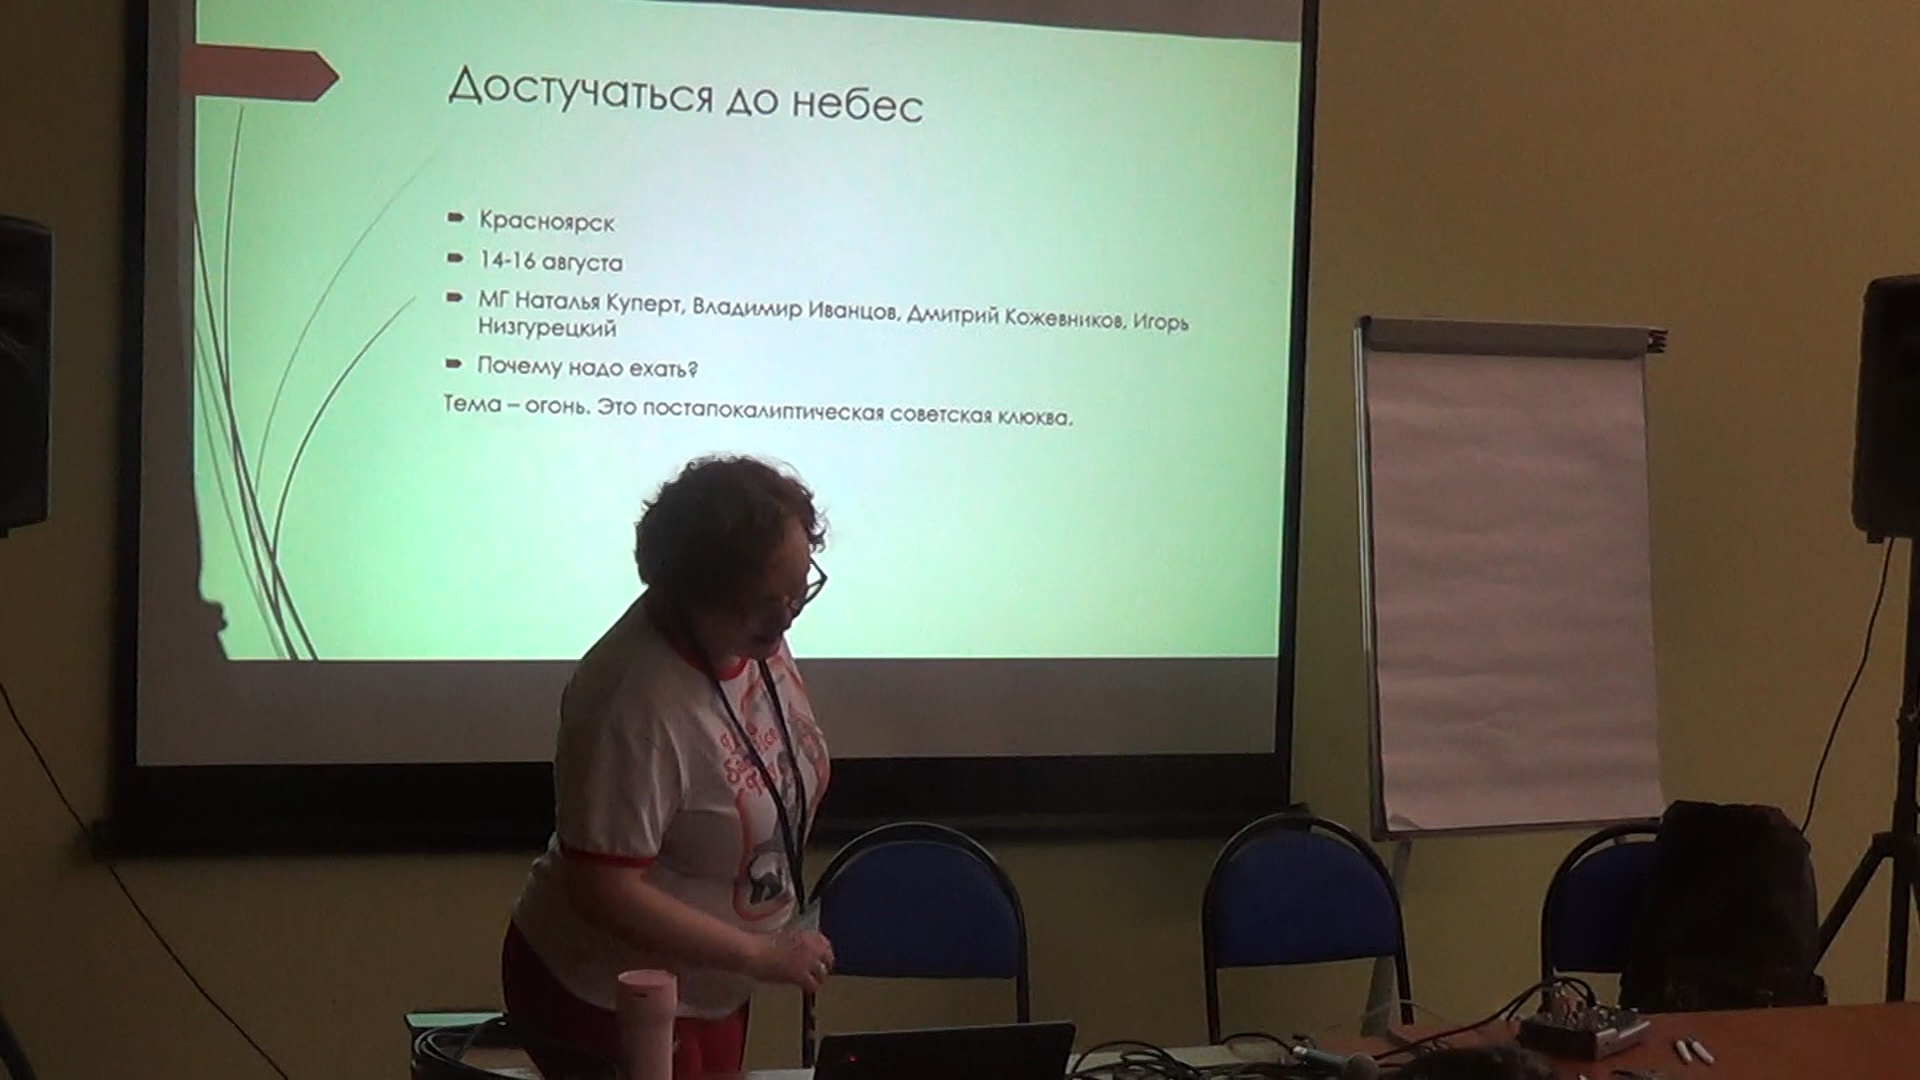 Достучаться до небес
Красноярск
14-16 августа
МГ Наталья Куперт, Владимир Иванцов, Дмитрий Кожевников, Игорь
Низгурецкий
Почему надо ехать?
Тема – огонь. Это постапокалиптическая советская клюква.